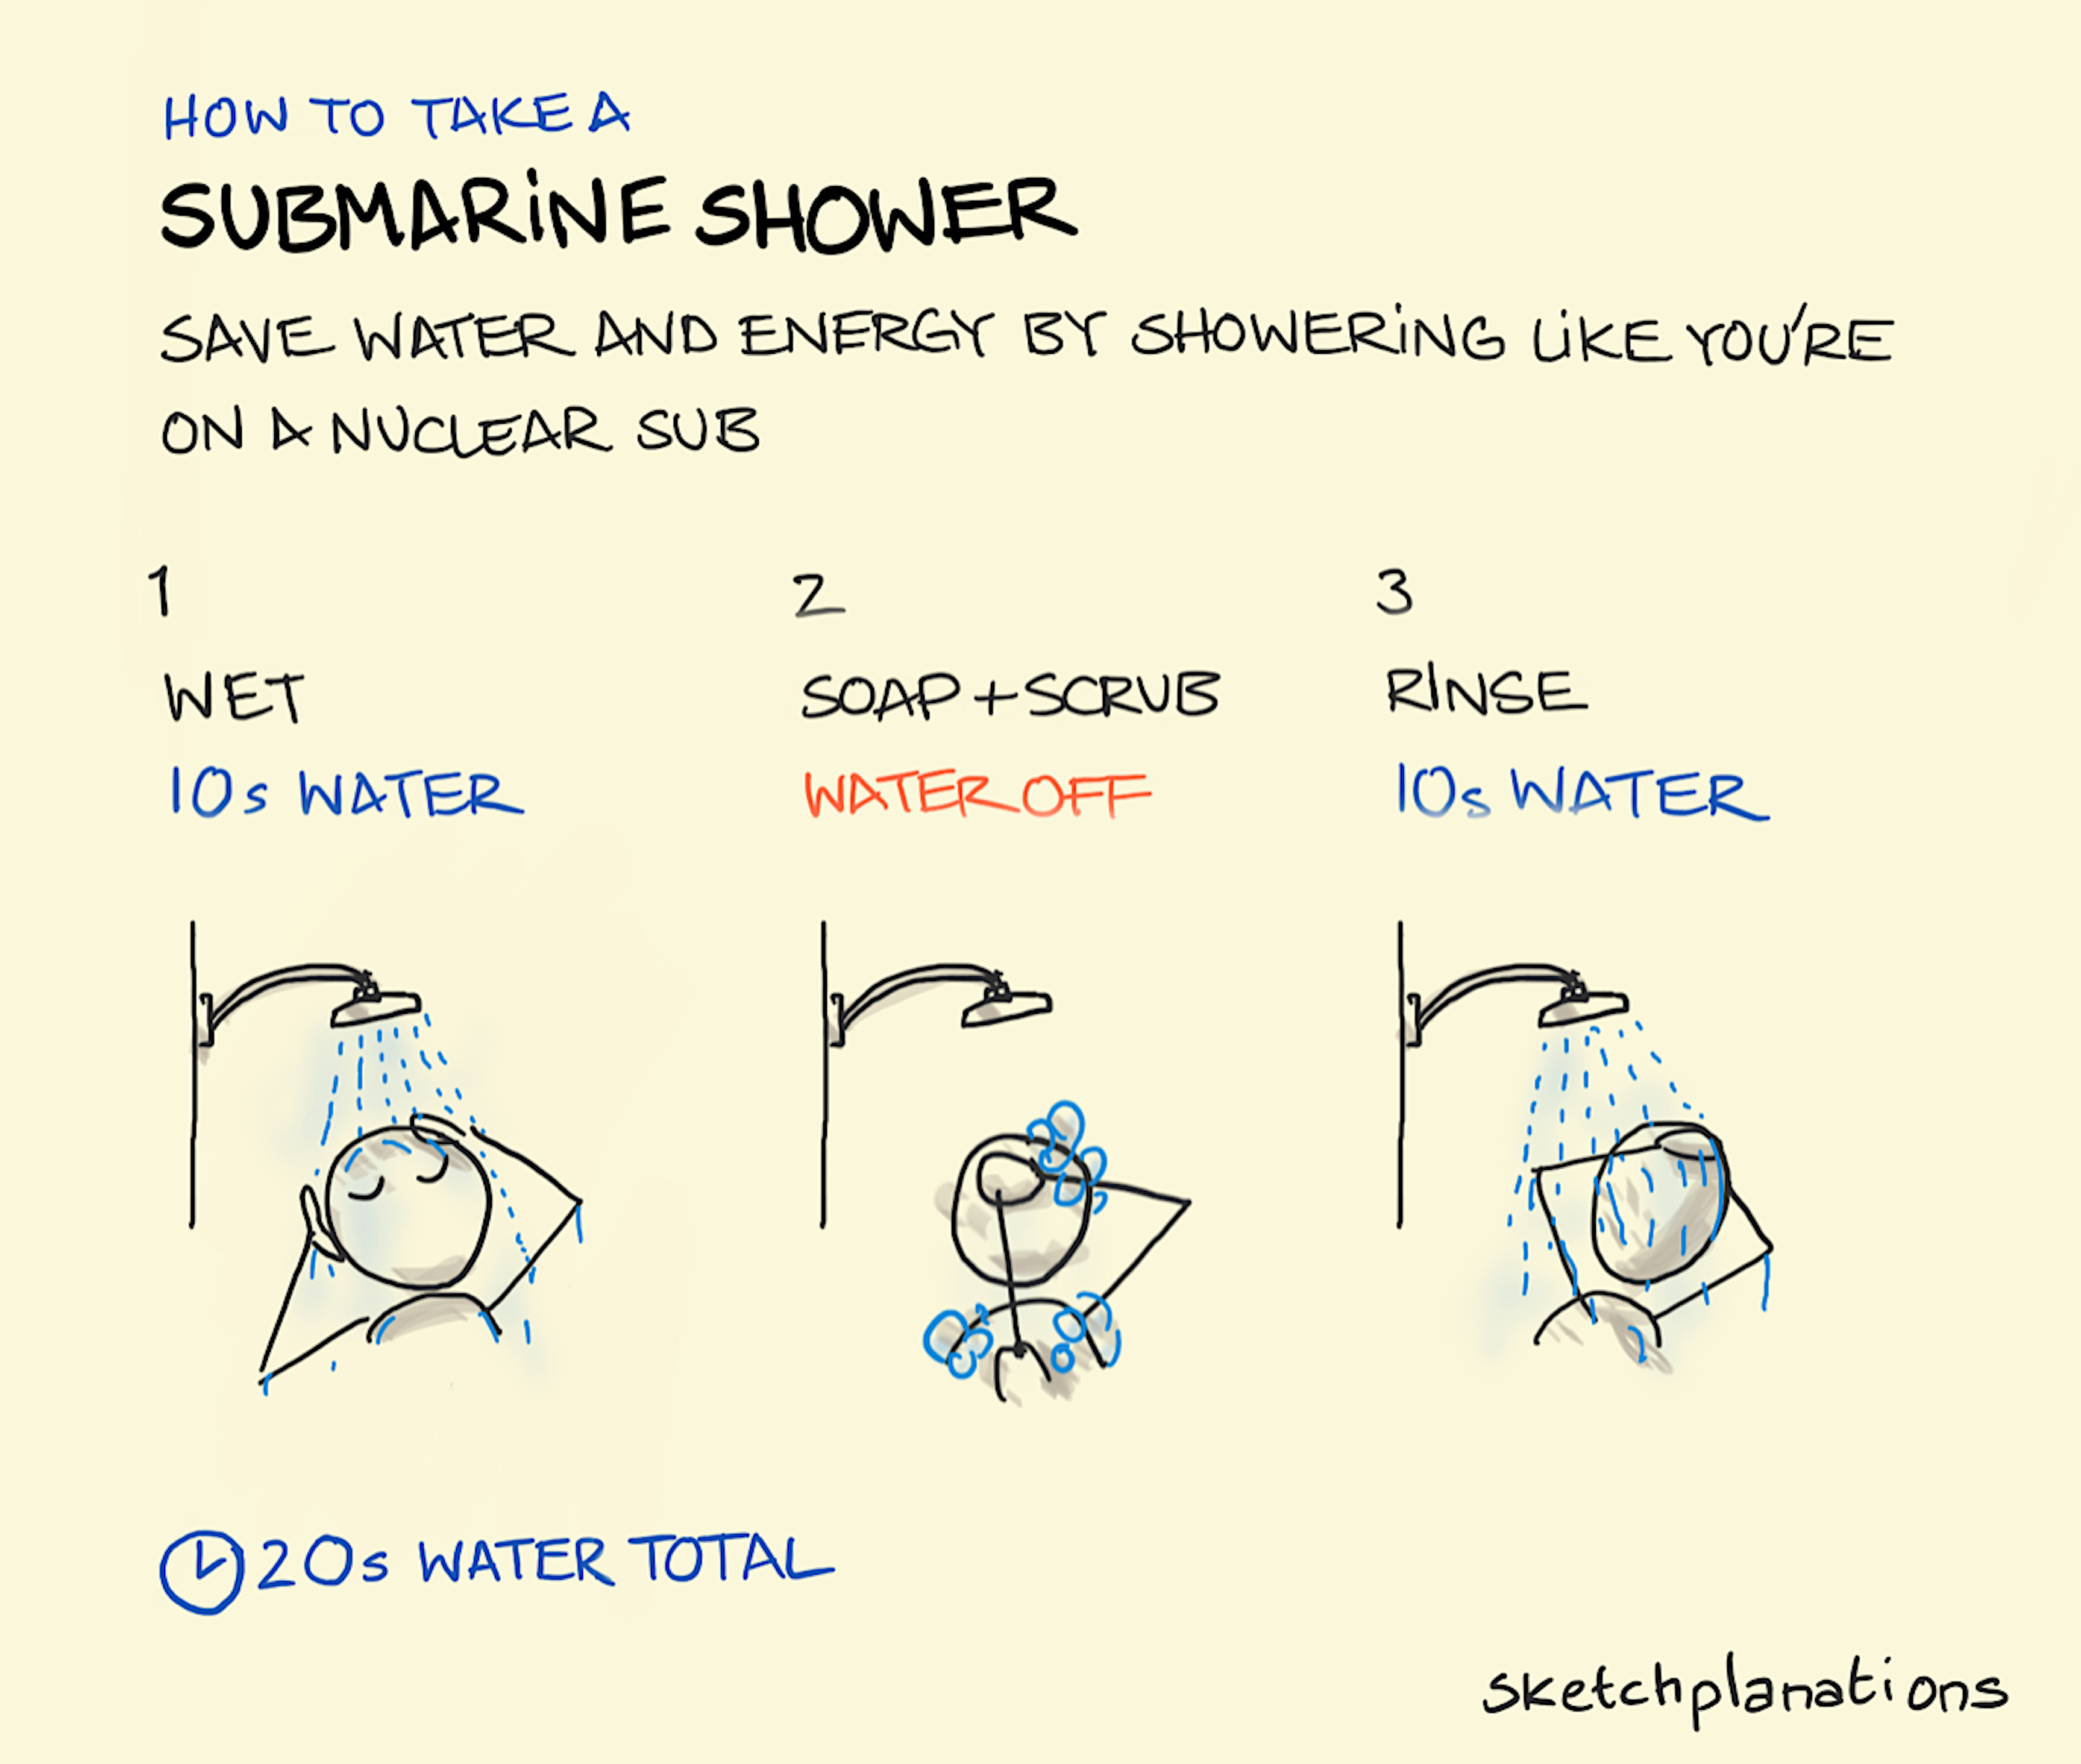 HOW TO TAKE A
SUBMARINE SHOWER
SAVE WATER AND ENERGY BY SHOWERING LIKE YOU'RE
ON A NUCLEAR SUB
1
WET
10s WATER
2
SOAP + SCRUB
WATER OFF
3
RINSE
10s WATER
20s WATER TOTAL
sketchplanations